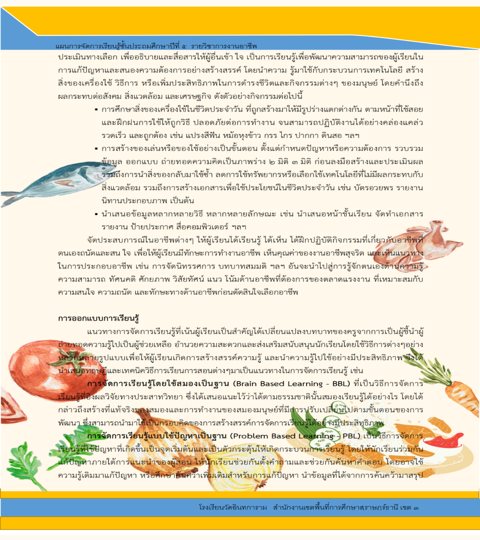 แผนการจัดการเรียนรู้ชั้นประถมศึกษาปีที่ ๕ รายวิชาการงานอาชีพ
ประเมินทางเลือก เพื่ออธิบายและสื่อสารให้ผู้อื่นเข้าใจ เป็นการเรียนรู้เพื่อพัฒนาความสามารถของผู้เรียนใน
การแก้ปัญหาและสนองความต้องการอย่างสร้างสรรค์ โดยนำความ รู้มาใช้กับกระบวนการเทคโนโลยี สร้าง
สิ่งของเครื่องใช้ วิธีการ หรือเพิ่มประสิทธิภาพในการดำรงชีวิตและกิจกรรมต่างๆ ของมนุษย์ โดยคำนึงถึง
ผลกระทบต่อสังคม สิ่งแวดล้อม และเศรษฐกิจ ดังตัวอย่างกิจกรรมต่อไปนี้
• การศึกษาสิ่งของเครื่องใช้ในชีวิตประจำวัน ที่ถูกสร้างมาให้มีรูปร่างแตกต่างกัน ตามหน้าที่ใช้สอย
และฝึกฝนการใช้ให้ถูกวิธี ปลอดภัยต่อการทำงาน จนสามารถปฏิบัติงานได้อย่างคล่องแคล่ว
รวดเร็ว และถูกต้อง เช่น แปรงสีฟัน หม้อหุงข้าว กรร ไกร ปากกา ดินสอ ฯลฯ
• การสร้างของเล่นหรือของใช้อย่างเป็นขั้นตอน ตั้งแต่กำหนดปัญหาหรือความต้องการ รวบรวม
ข้อมูล ออกแบบ ถ่ายทอดความคิดเป็นภาพร่าง ๒ มิติ ๓ มิติ ก่อนลงมือสร้างและประเมินผล
รวมถึงการนำสิ่งของกลับมาใช้ซ้ำ ลดการใช้ทรัพยากรหรือเลือกใช้เทคโนโลยีที่ไม่มีผลกระทบกับ
สิ่งแวดล้อม รวมถึงการสร้างเอกสารเพื่อใช้ประโยชน์ในชีวิตประจำวัน เช่น บัตรอวยพร รายงาน
นิทานประกอบภาพ เป็นต้น
• นำเสนอข้อมูลหลากหลายวิธี หลากหลายลักษณะ เช่น นำเสนอหน้าชั้นเรียน จัดทำเอกสาร
รายงาน ป้ายประกาศ สื่อคอมพิวเตอร์ ฯลฯ
จัดประสบการณ์ในอาชีพต่างๆ ให้ผู้เรียนได้เรียนรู้ ได้เห็น ได้ฝึกปฏิบัติกิจกรรมที่เกี่ยวกับอาชีพที่
ตนเองถนัดและสนใจ เพื่อให้ผู้เรียนมีทักษะการทำงานอาชีพ เห็นคุณค่าของงานอาชีพสุจริต และเห็นแนวทาง
ในการประกอบอาชีพ เช่น การจัดนิทรรศการ บทบาทสมมติ ฯลฯ อันจะนำไปสู่การรู้จักตนเองด้านความรู้
ความสามารถ ทัศนคติ ศักยภาพ วิสัยทัศน์ แนวโน้มด้านอาชีพที่ต้องการของตลาดแรงงาน ที่เหมาะสมกับ
ความสนใจ ความถนัด และทักษะทางด้านอาชีพก่อนตัดสินใจเลือกอาชีพ
การออกแบบการเรียนรู้
แนวทางการจัดการเรียนรู้ที่เน้นผู้เรียนเป็นสำคัญได้เปลี่ยนแปลงบทบาทของครูจากการเป็นผู้ชี้นำผู้
ถ่ายทอดความรู้ไปเป็นผู้ช่วยเหลือ อำนวยความสะดวกและส่งเสริมสนับสนุนนักเรียนโดยใช้วิธีการต่างๆอย่าง
หลากหลายรูปแบบเพื่อให้ผู้เรียนเกิดการสร้างสรรค์ความรู้ และนำความรู้ไปใช้อย่างมีประสิทธิภาพ จึงได้
นำเสนอทฤษฎีและเทคนิควิธีการเรียนการสอนต่างๆมาเป็นแนวทางในการจัดการเรียนรู้ เช่น
การจัดการเรียนรู้โดยใช้สมองเป็นฐาน (Brain Based Learning - BBL) ที่เป็นวิธีการจัดการ
เรียนรู้ที่อิงผลวิจัยทางประสาทวิทยา ซึ่งได้เสนอแนะไว้ว่าได้ตามธรรมชาตินั้นสมองเรียนรู้ได้อย่างไร โดยได้
กล่าวถึงสร้างที่แท้จริงของสมองและการทำงานของสมองมนุษย์ที่มีการปรับเปลี่ยนไปตามขั้นตอนของการ
พัฒนา ซึ่งสามารถนำมาใช้เป็นกรอบคิดของการสร้างสรรค์การจัดการเรียนรู้ได้อย่างมีประสิทธิภาพ
การจัดการเรียนรู้แบบใช้ปัญหาเป็นฐาน (Problem Based Learning - PBL) เป็นวิธีการจัดการ
เรียนรู้ที่ใช้ปัญหาที่เกิดขึ้นเป็นจุดเริ่มต้นและเป็นตัวกระตุ้นให้เกิดกระบวนการเรียนรู้ โดยให้นักเรียนร่วมกัน
แก้ปัญหาภายใต้การแนะนำของผู้สอน ให้นักเรียนช่วยกันตั้งคำถามและช่วยกันค้นหาคำตอบ โดยอาจใช้
ความรู้เดิมมาแก้ปัญหา หรือศึกษาค้นคว้าเพิ่มเติมสำหรับการแก้ปัญหา นำข้อมูลที่ได้จากการค้นคว้ามาสรุป
โรงเรียนวัดอินทการาม สำนักงานเขตพื้นที่การศึกษาสุราษฎร์ธานี เขต ๓